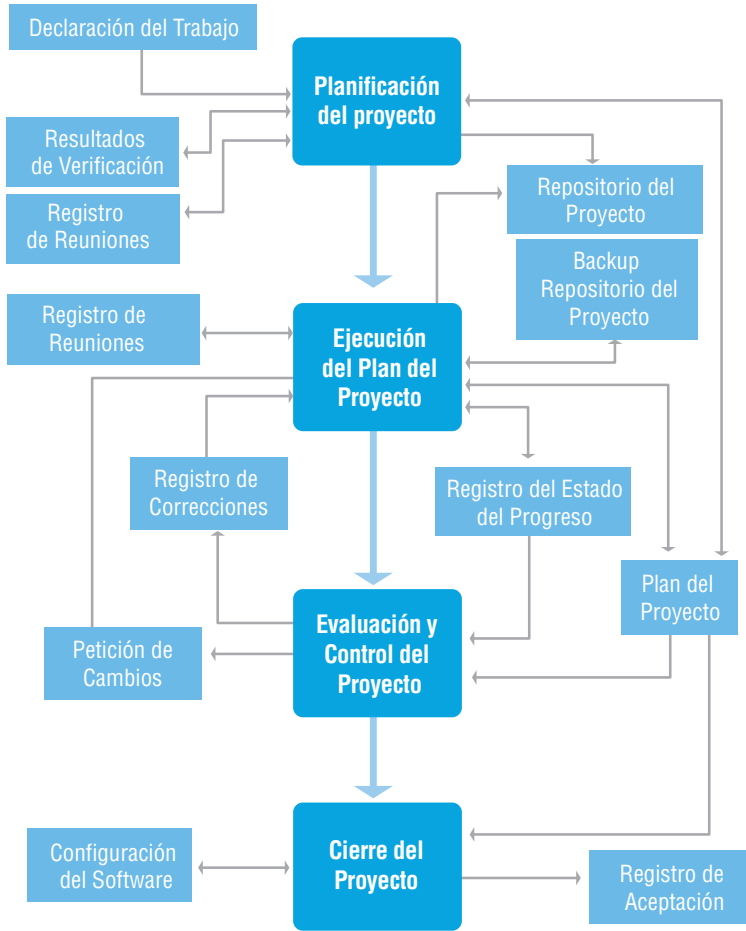 Declaración del Trabajo
Planificación
del proyecto
Resultados
de Verificación
Registro
de Reuniones
Repositorio del
Proyecto
Backup
Repositorio del
Proyecto
Registro de
Reuniones
Ejecución
del Plan del
Proyecto
Registro de
Correcciones
Registro del Estado
del Progreso
Plan del
Proyecto
Petición de
Cambios
Evaluación y
Control del
Proyecto
Configuración
del Software
Cierre del
Proyecto
Registro de
Aceptación